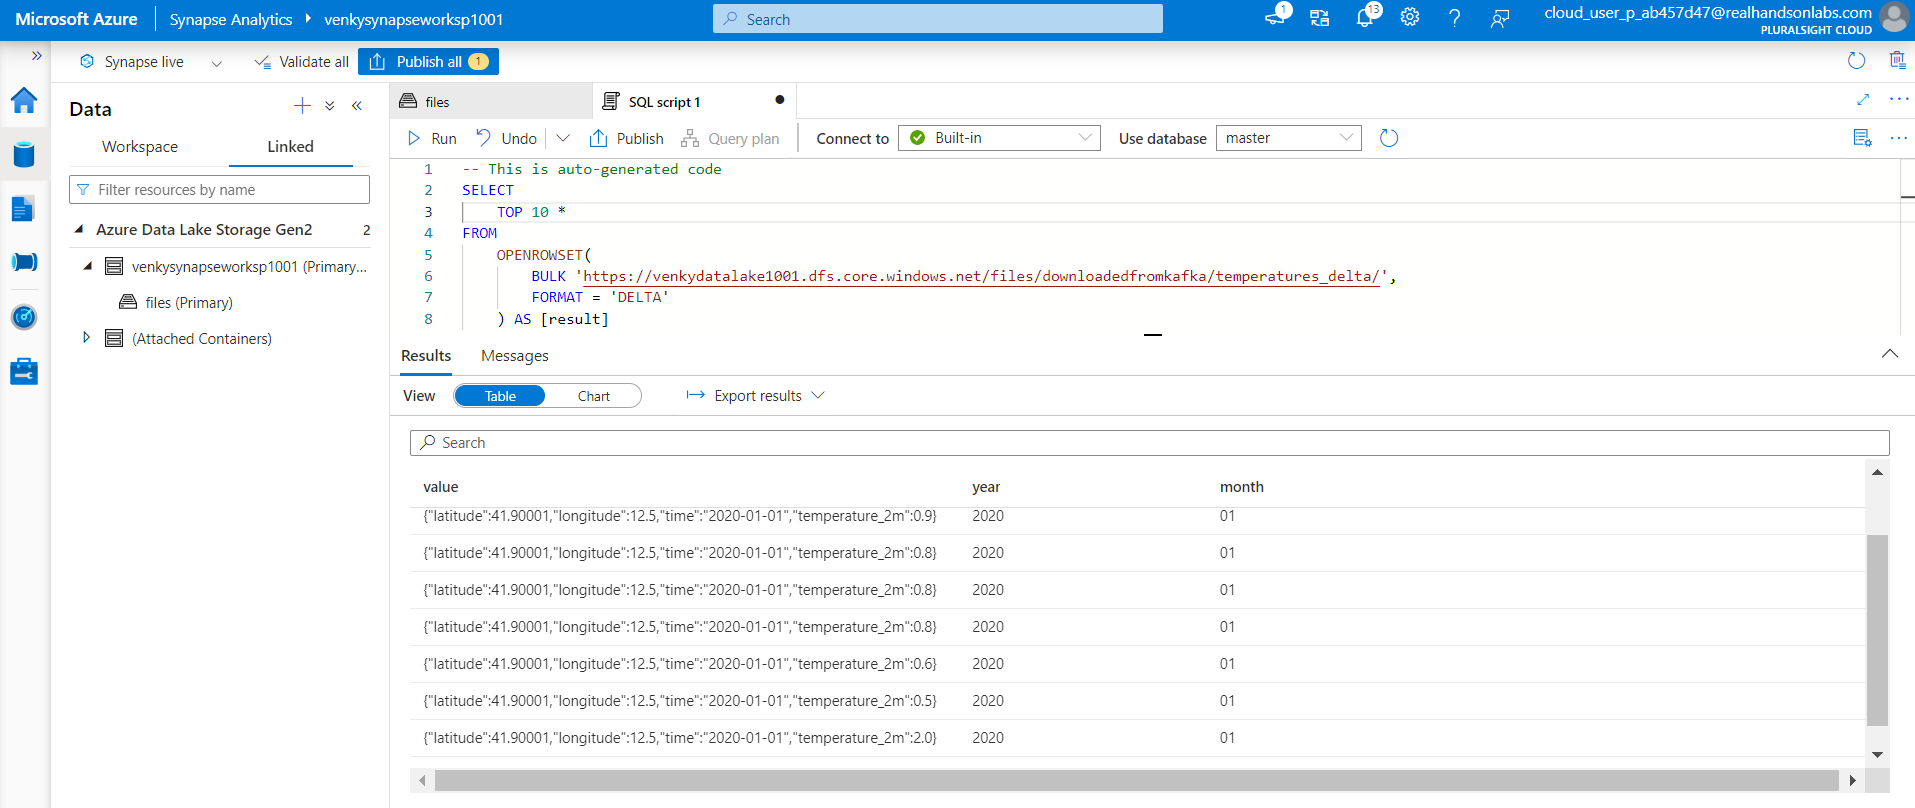 Microsoft Azure
Synapse Analytics
venkysynapseworksp1001
Search
1
13
cloud_user_p_ab457d47@realhandsonlabs.com
PLURALSIGHT CLOUD
Synapse live
Validate all
Publish all 1
Data
Workspace
Linked
Filter resources by name
Azure Data Lake Storage Gen2 2
venkysynapseworksp1001 (Primary...
files (Primary)
(Attached Containers)
files
SQL script 1
Run
Undo
Publish
Query plan
Connect to
Built-in
Use database
master
1 -- This is auto-generated code
2 SELECT
3 TOP 10 *
4 FROM
5 OPENROWSET(
6 BULK 'https://venkydatalake1001.dfs.core.windows.net/files/downloadedfromkafka/temperatures_delta/',
7 FORMAT = 'DELTA'
8 ) AS [result]
Results
Messages
View
Table
Chart
Export results
Search
value year month
{"latitude":41.90001,"longitude":12.5,"time":"2020-01-01","temperature_2m":0.9} 2020 01
{"latitude":41.90001,"longitude":12.5,"time":"2020-01-01","temperature_2m":0.8} 2020 01
{"latitude":41.90001,"longitude":12.5,"time":"2020-01-01","temperature_2m":0.8} 2020 01
{"latitude":41.90001,"longitude":12.5,"time":"2020-01-01","temperature_2m":0.8} 2020 01
{"latitude":41.90001,"longitude":12.5,"time":"2020-01-01","temperature_2m":0.6} 2020 01
{"latitude":41.90001,"longitude":12.5,"time":"2020-01-01","temperature_2m":0.5} 2020 01
{"latitude":41.90001,"longitude":12.5,"time":"2020-01-01","temperature_2m":2.0} 2020 01